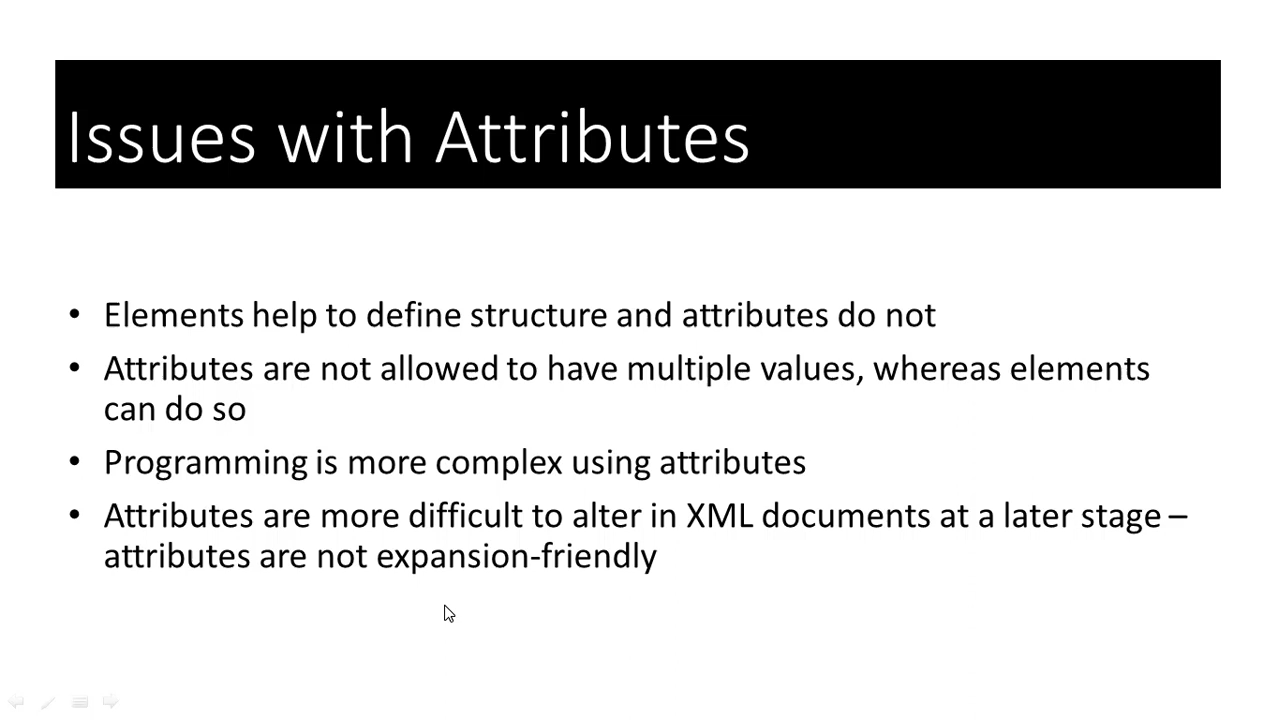 Issues with Attributes
• Elements help to define structure and attributes do not
• Attributes are not allowed to have multiple values, whereas elements
can do so
• Programming is more complex using attributes
• Attributes are more difficult to alter in XML documents at a later stage –
attributes are not expansion-friendly